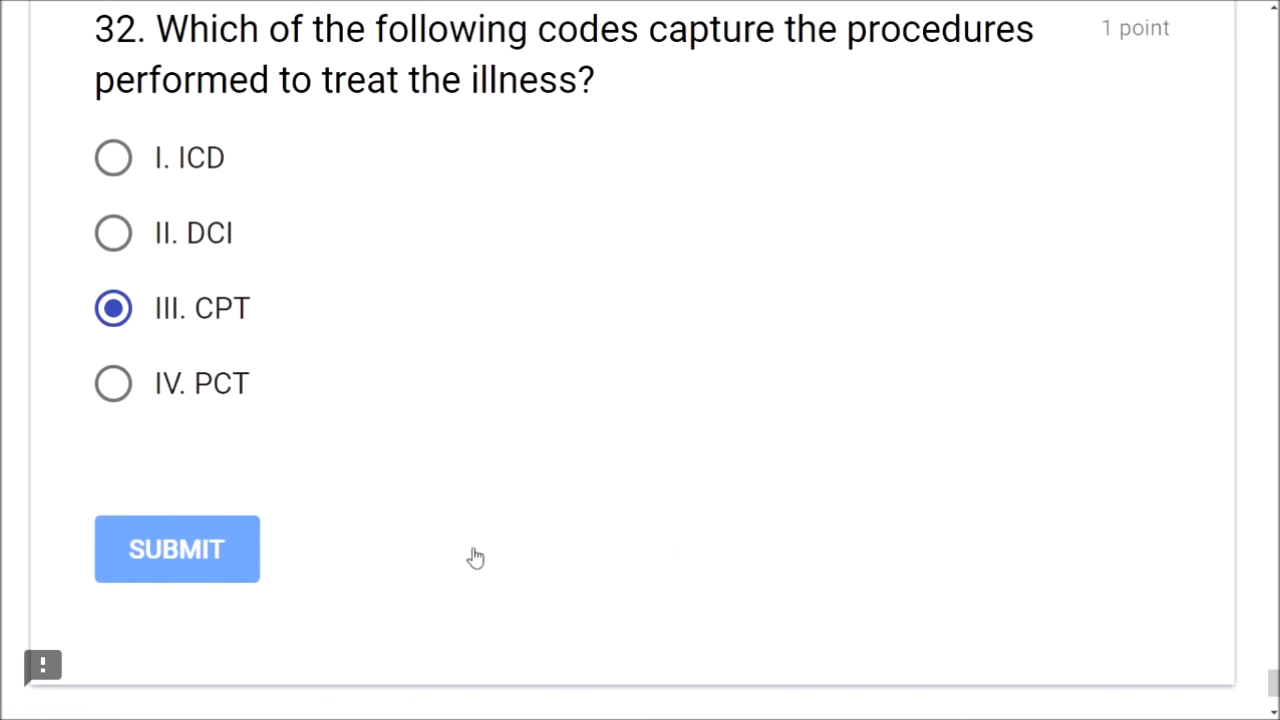 32. Which of the following codes capture the procedures
1 point
performed to treat the illness?
I. ICD
II. DCI
III. CPT
IV. PCT
SUBMIT
!